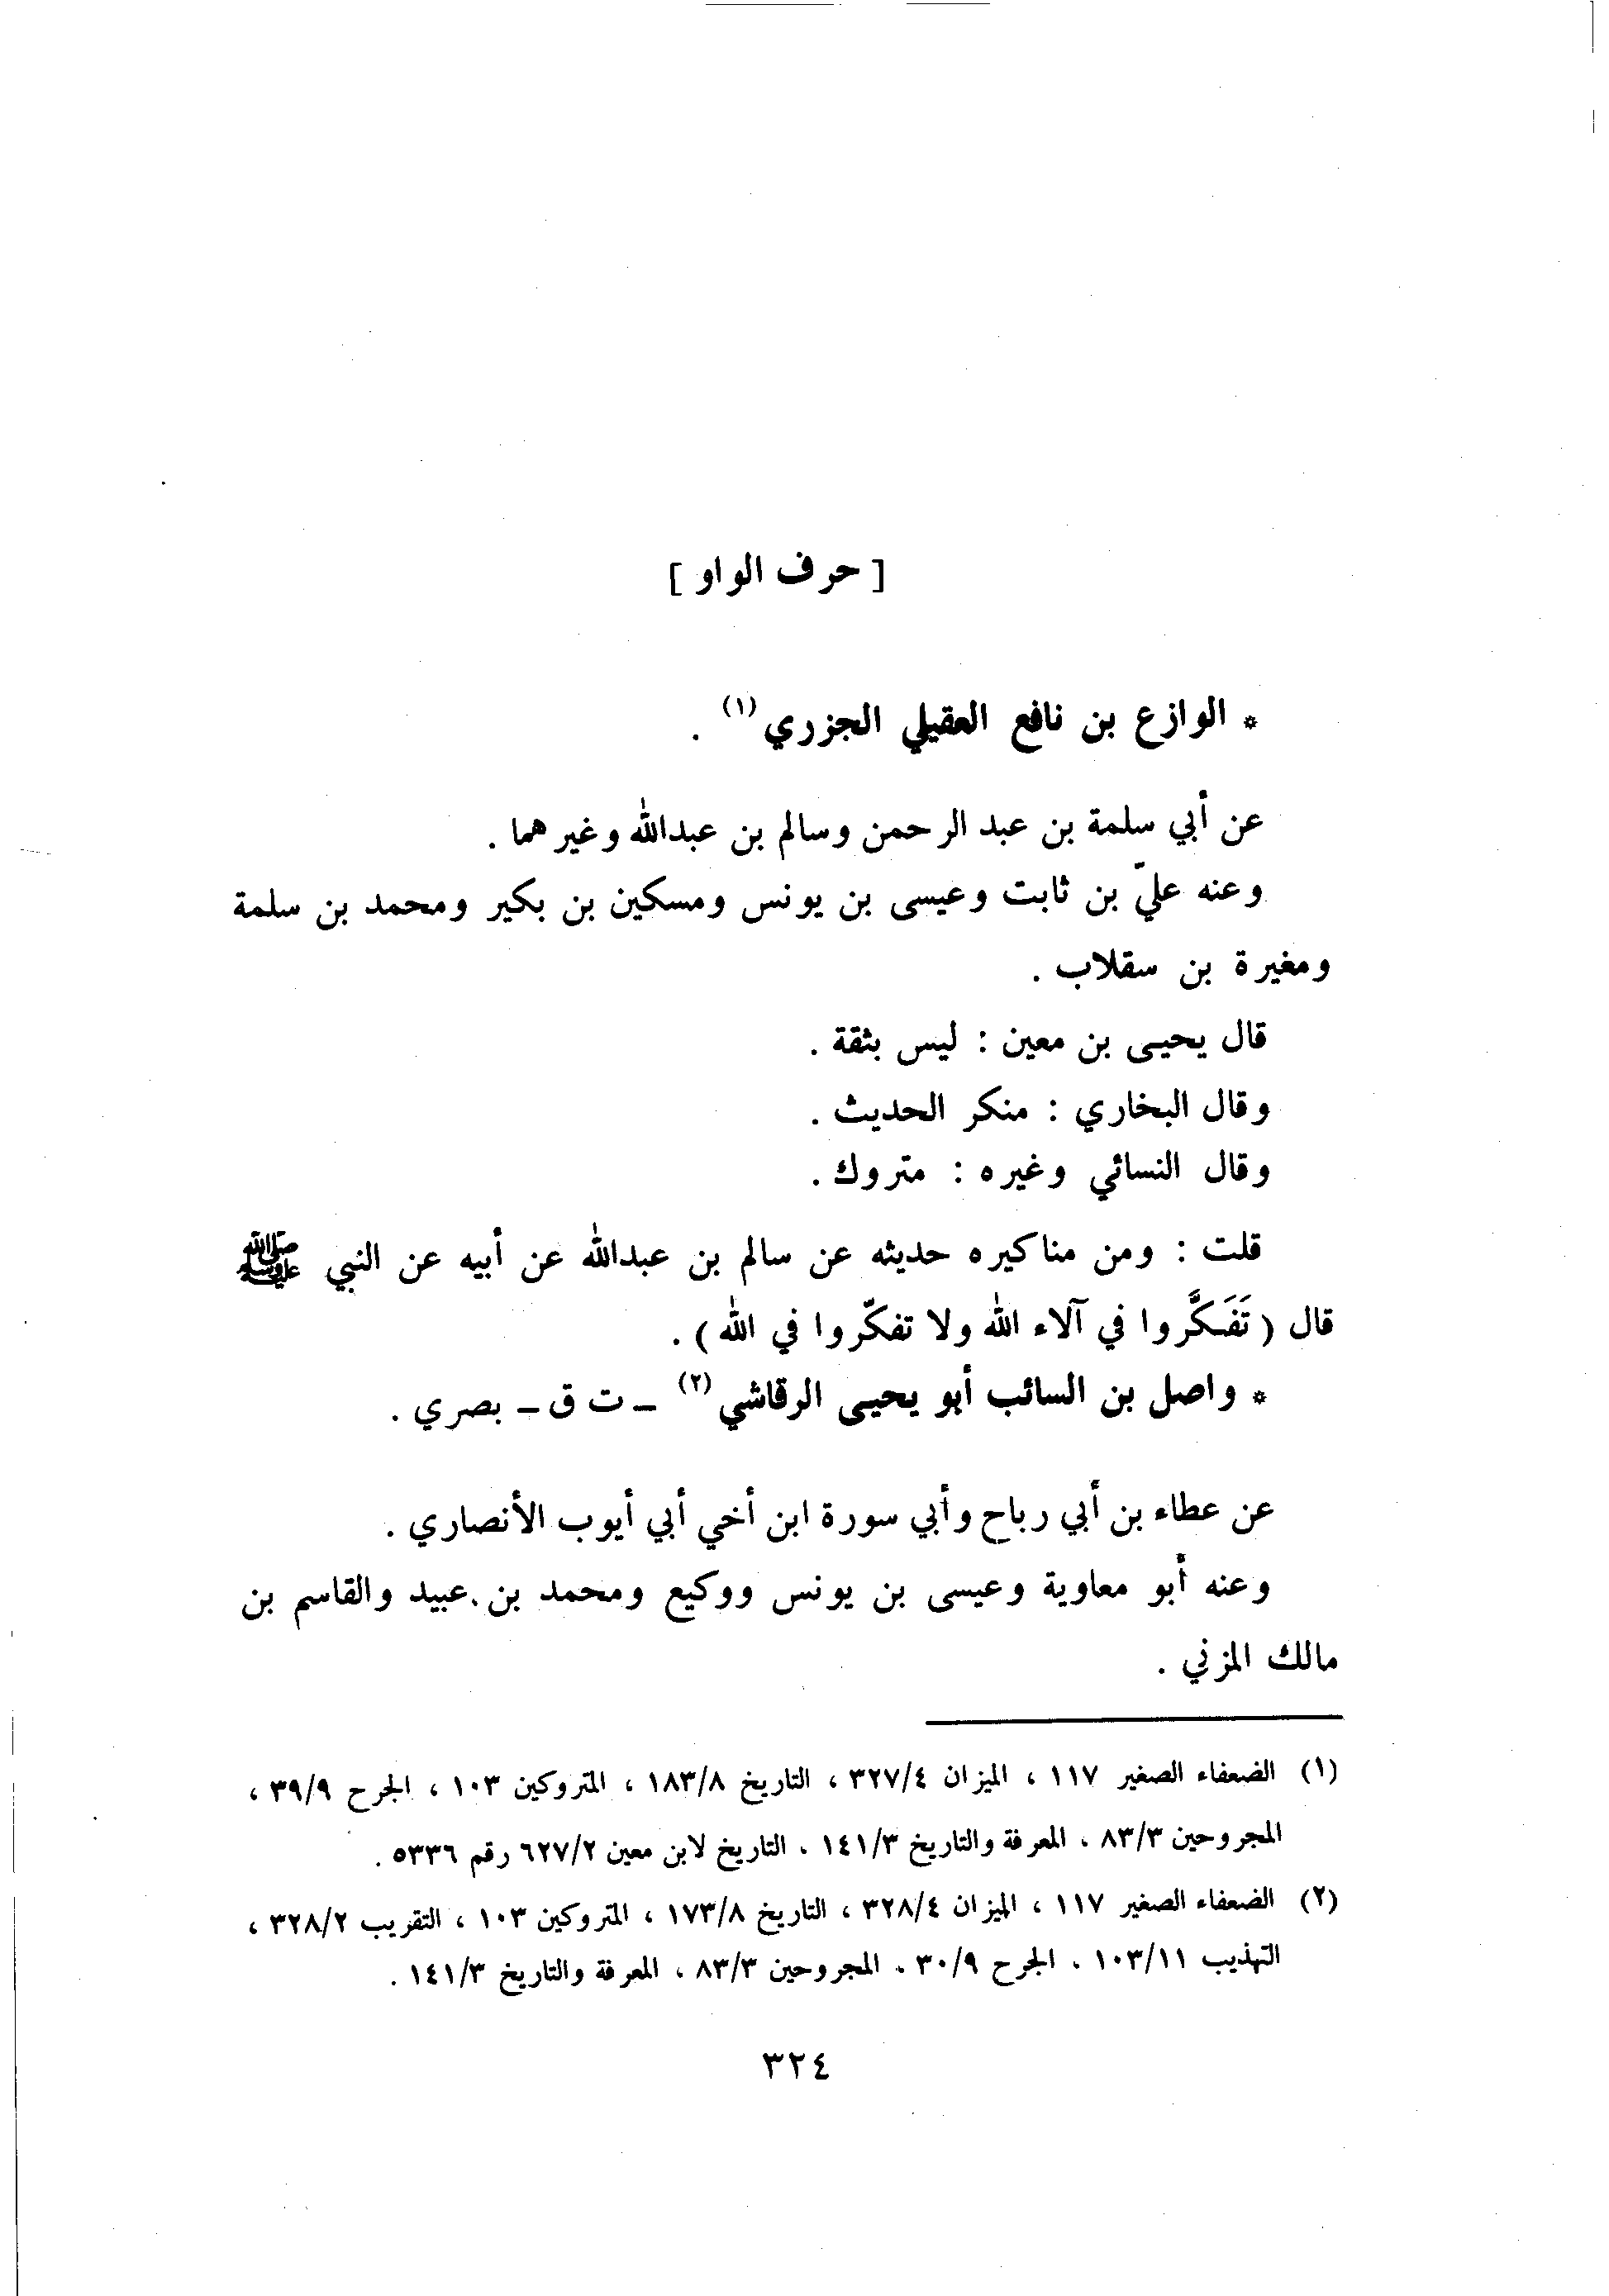 [ حرف الواو ]
* الوازع بن نافع العقيلي الجزري (١) .
عن أبي سلمة بن عبد الرحمن وسالم بن عبدالله وغيرهما .
وعنه عليّ بن ثابت وعيسى بن يونس ومسكين بن بكير ومحمد بن سلمة
ومغيرة بن سقلاب .
قال يحيى بن معين : ليس بثقة .
وقال البخاري : منكر الحديث .
وقال النسائي وغيره : متروك .
قلت : ومن مناكيره حديثه عن سالم بن عبدالله عن أبيه عن النبي ﷺ
قال ( تَفَكَّروا في آلاء الله ولا تفكّروا في الله ) .
* واصل بن السائب أبو يحيى الرقاشي (٢) ـ ت ق ـ بصري .
عن عطاء بن أبي رباح وأبي سورة ابن أخي أبي أيوب الأنصاري .
وعنه أبو معاوية وعيسى بن يونس ووكيع ومحمد بن عبيد والقاسم بن
مالك المزني .
(١) الضعفاء الصغير ١١٧ ، الميزان ٣٢٧/٤ ، التاريخ ١٨٣/٨ ، المتروكين ١٠٣ ، الجرح ٣٩/٩ ،
المجروحين ٨٣/٣ ، المعرفة والتاريخ ١٤١/٣ ، التاريخ لابن معين ٦٢٧/٢ رقم ٥٣٣٦ .
(٢) الضعفاء الصغير ١١٧ ، الميزان ٣٢٨/٤ ، التاريخ ١٧٣/٨ ، المتروكين ١٠٣ ، التقريب ٣٢٨/٢ ،
التهذيب ١٠٣/١١ ، الجرح ٣٠/٩ ، المجروحين ٨٣/٣ ، المعرفة والتاريخ ١٤١/٣ .
٣٢٤